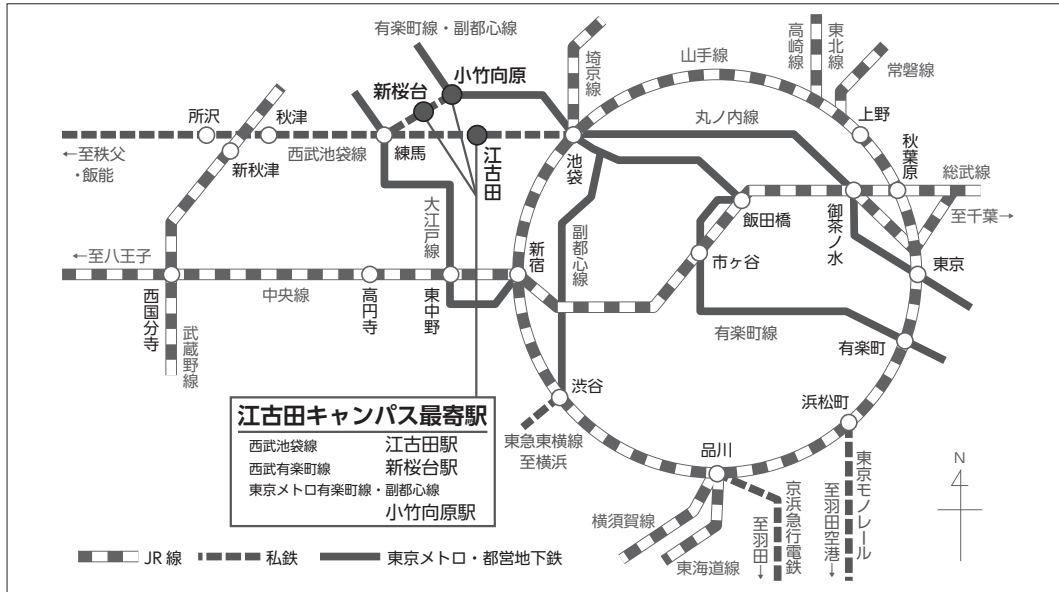 有楽町線・副都心線
小竹向原
新桜台
埼京線
山手線
高崎線
東北線
常磐線
上野
丸ノ内線
秋葉原
総武線
至千葉→
所沢
秋津
新秋津
←至秩父
・飯能
西武池袋線
練馬
江古田
池袋
大江戸線
副都心線
飯田橋
御茶ノ水
市ヶ谷
東京
←至八王子
新宿
中央線
西国分寺
武蔵野線
高円寺
東中野
有楽町線
有楽町
渋谷
浜松町
東急東横線
至横浜
品川
江古田キャンパス最寄駅
西武池袋線 江古田駅
西武有楽町線 新桜台駅
東京メトロ有楽町線・副都心線
小竹向原駅
横須賀線
東海道線
京浜急行電鉄
至羽田→
東京モノレール
至羽田空港→
N
JR線 私鉄 東京メトロ・都営地下鉄